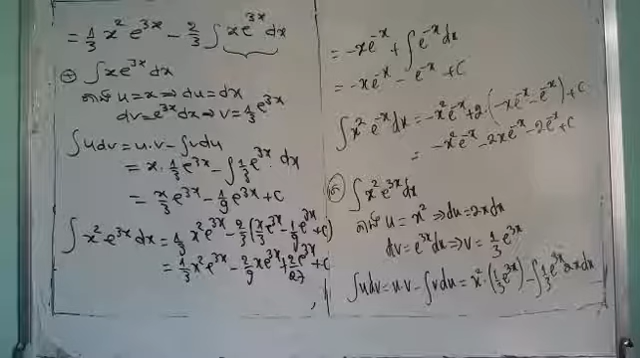 = 1/3 x² e^3x - 2/3 ∫ xe^3x dx
∫ xe^3x dx
u = x ⇒ du = dx
dv = e^3x dx ⇒ v = 1/3 e^3x
∫ udv = u.v - ∫ vdu
= x . 1/3 e^3x - ∫ 1/3 e^3x . dx
= x/3 e^3x - 1/9 e^3x + c
∫ x² e^3x dx = 1/3 x² e^3x - 2/3 (x/3 e^3x - 1/9 e^3x + c)
= 1/3 x² e^3x - 2/9 xe^3x + 2/27 e^3x + c
= -xe^-x + ∫ e^-x dx
= -xe^-x - e^-x + c
∫ x² e^-x dx = -x² e^-x + 2.(-xe^-x - e^-x) + c
= -x² e^-x - 2xe^-x - 2e^-x + c
∫ x² e^3x dx
u = x² ⇒ du = 2x dx
dv = e^3x dx ⇒ v = 1/3 e^3x
∫ udv = u.v - ∫ vdu = x² . (1/3 e^3x) - ∫ 1/3 e^3x 2x dx